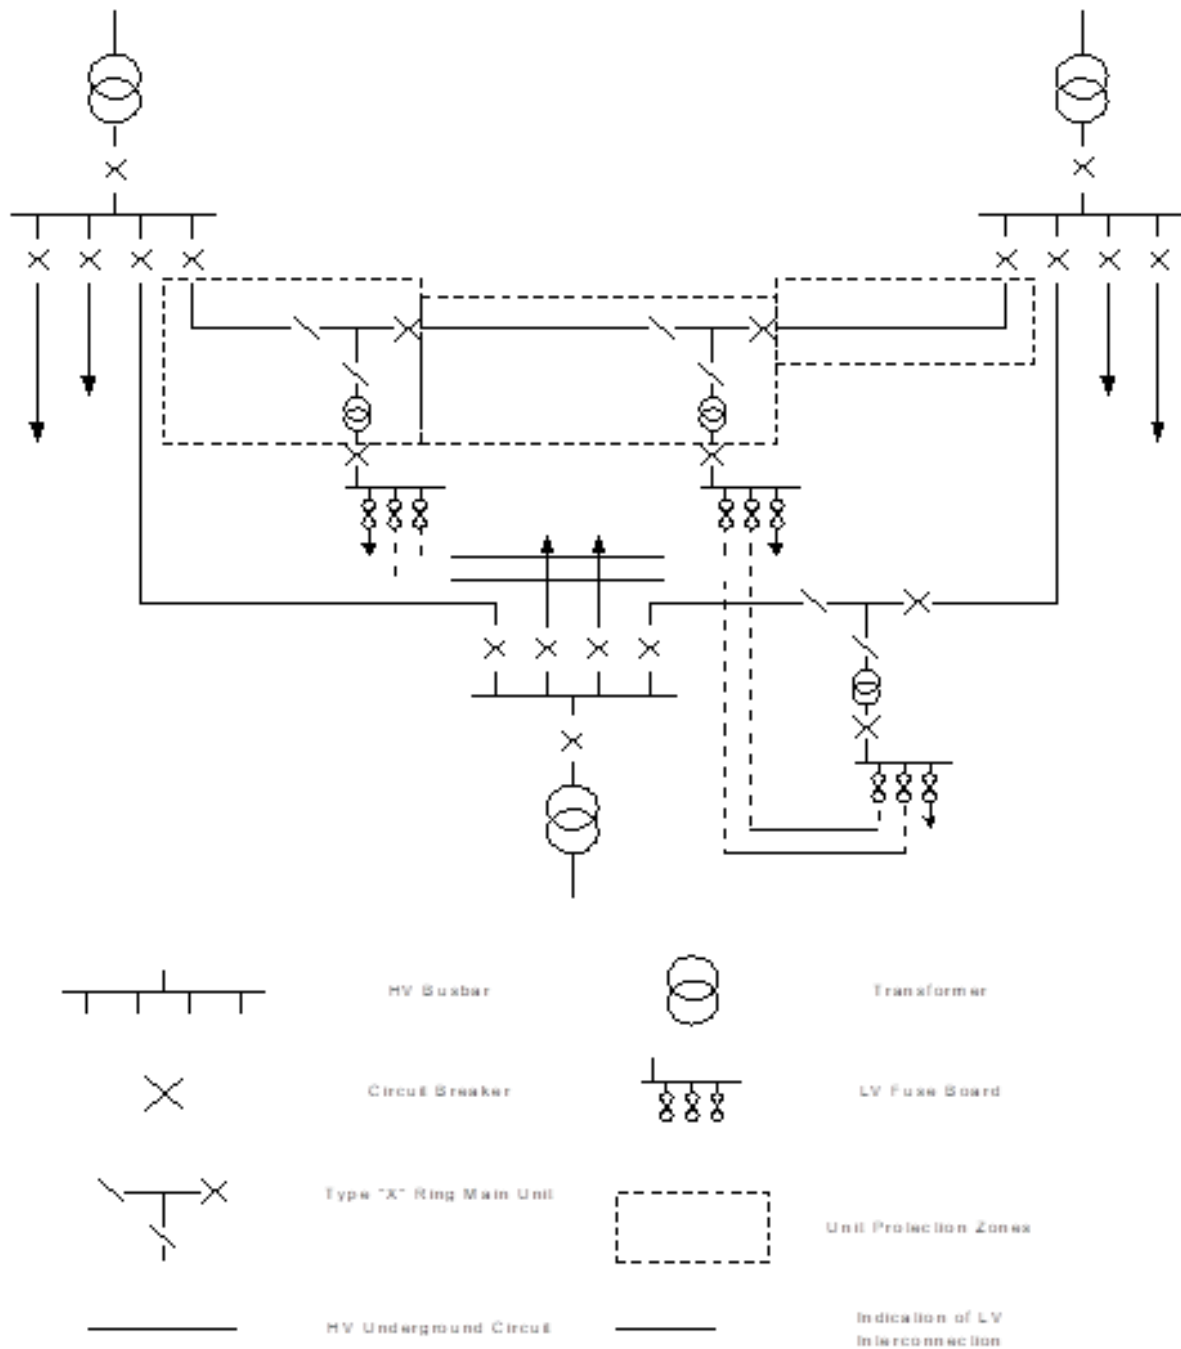 HV Busbar
Transformer
Circuit Breaker
LV Fuse Board
Type "X" Ring Main Unit
Unit Protection Zones
HV Underground Circuit
Indication of LV
Interconnection